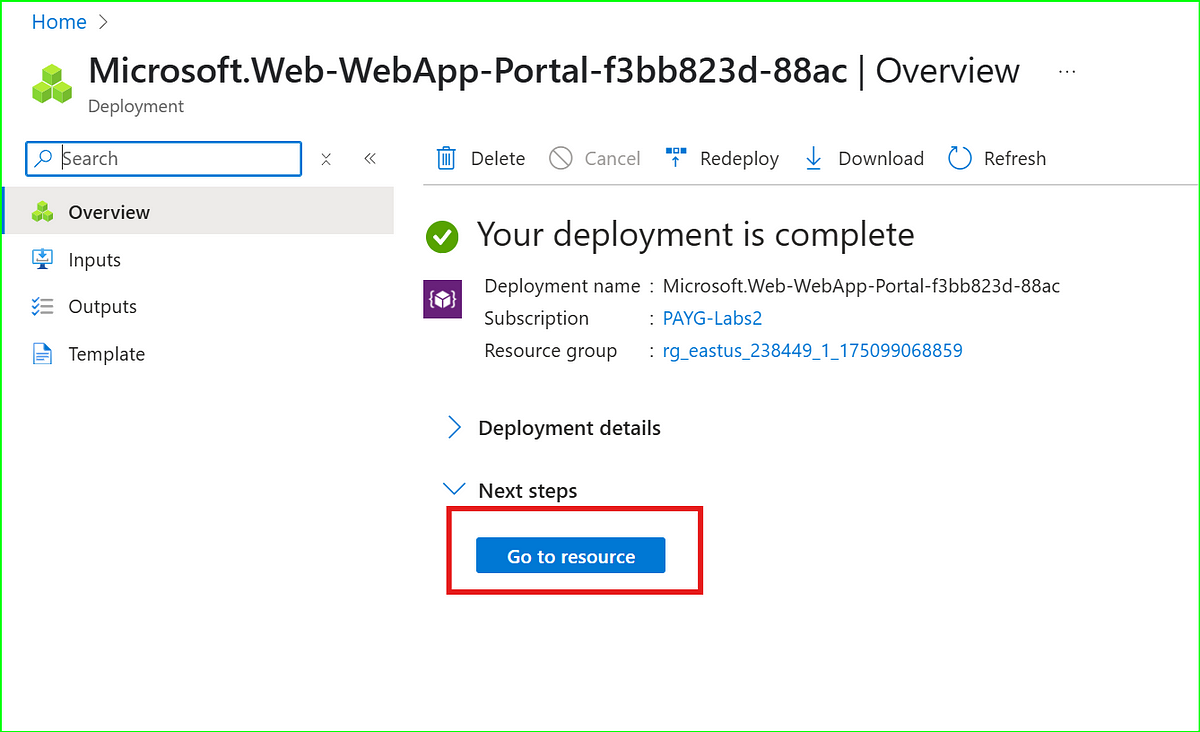 Home
Microsoft.Web-WebApp-Portal-f3bb823d-88ac | Overview ...
Deployment
Search
Delete Cancel Redeploy Download Refresh
Overview
Inputs
Outputs
Template
Your deployment is complete
Deployment name : Microsoft.Web-WebApp-Portal-f3bb823d-88ac
Subscription : PAYG-Labs2
Resource group : rg_eastus_238449_1_175099068859
Deployment details
Next steps
Go to resource